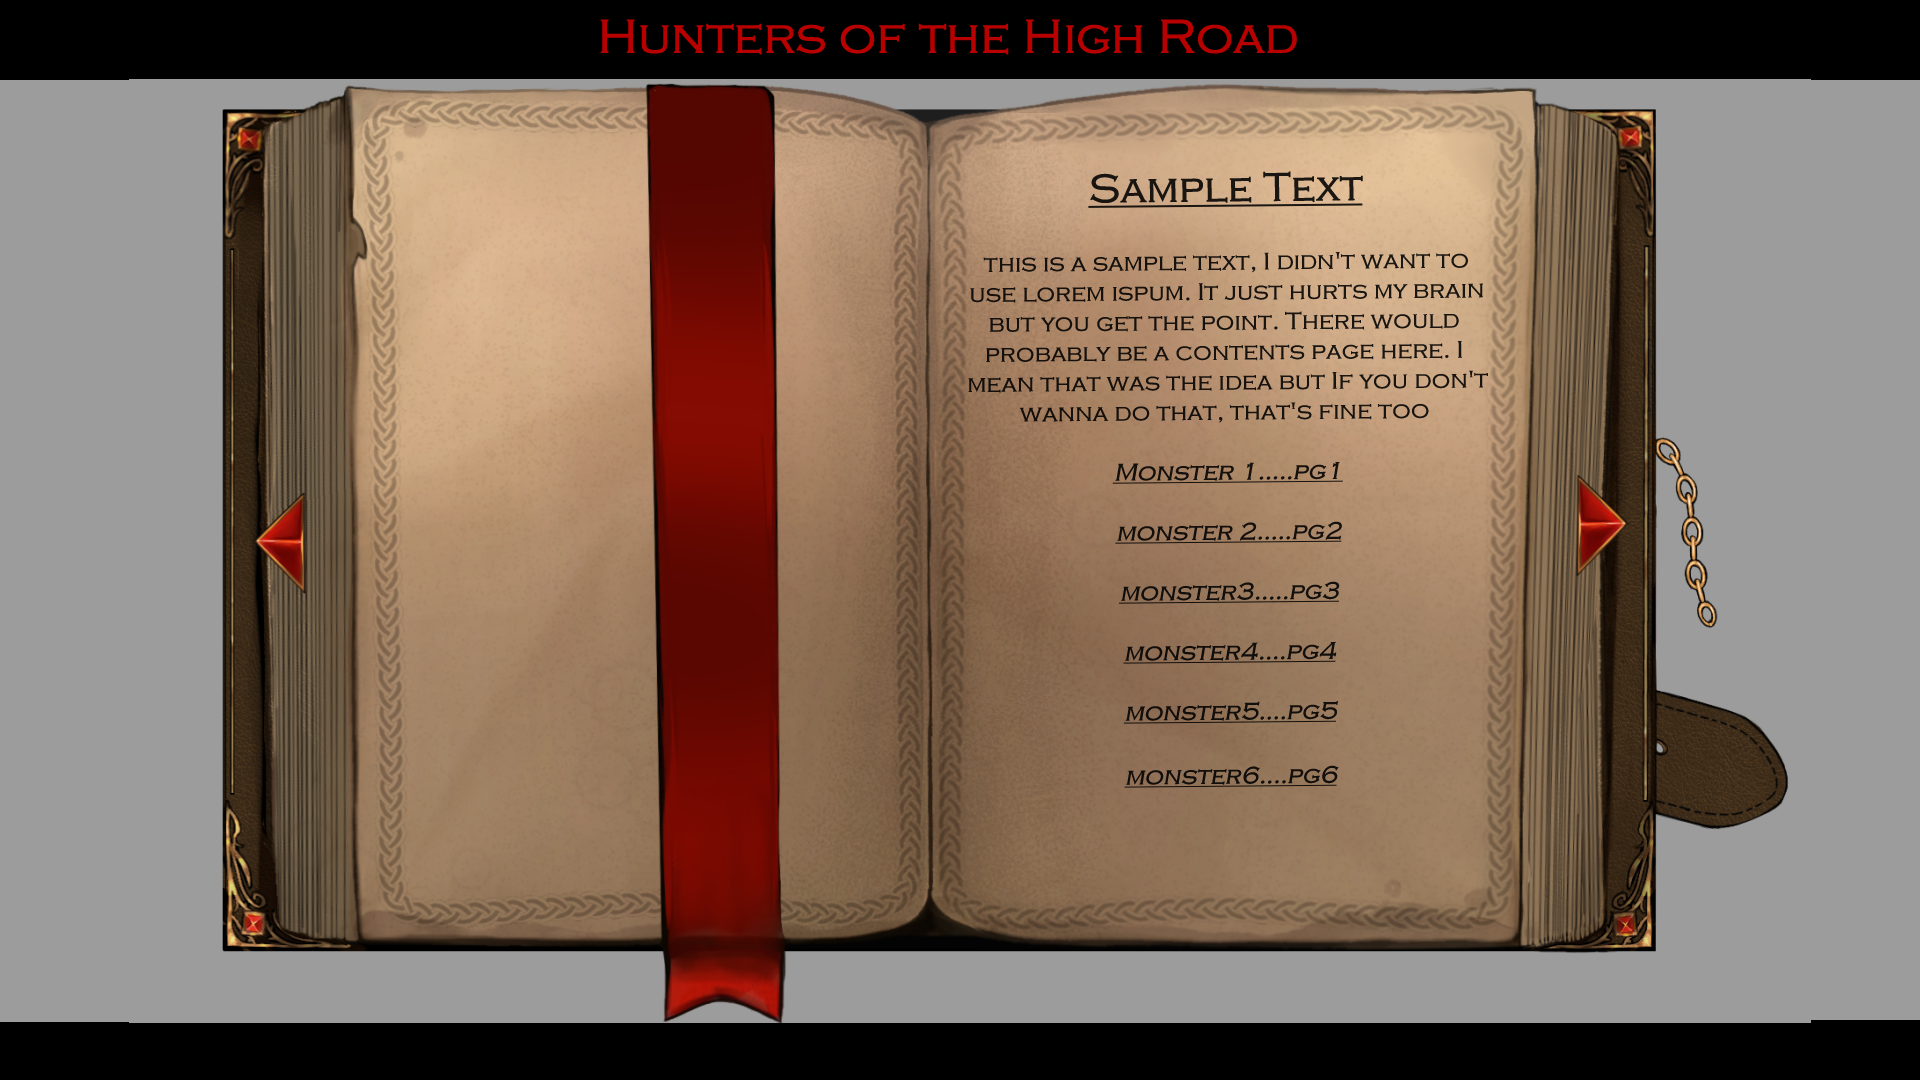 Hunters of the High Road
Sample Text
this is a sample text, I didn't want to
use lorem ispum. It just hurts my brain
but you get the point. There would
probably be a contents page here. I
mean that was the idea but If you don't
wanna do that, that's fine too
Monster 1.....pg1
monster 2.....pg2
monster3.....pg3
monster4....pg4
monster5....pg5
monster6....pg6